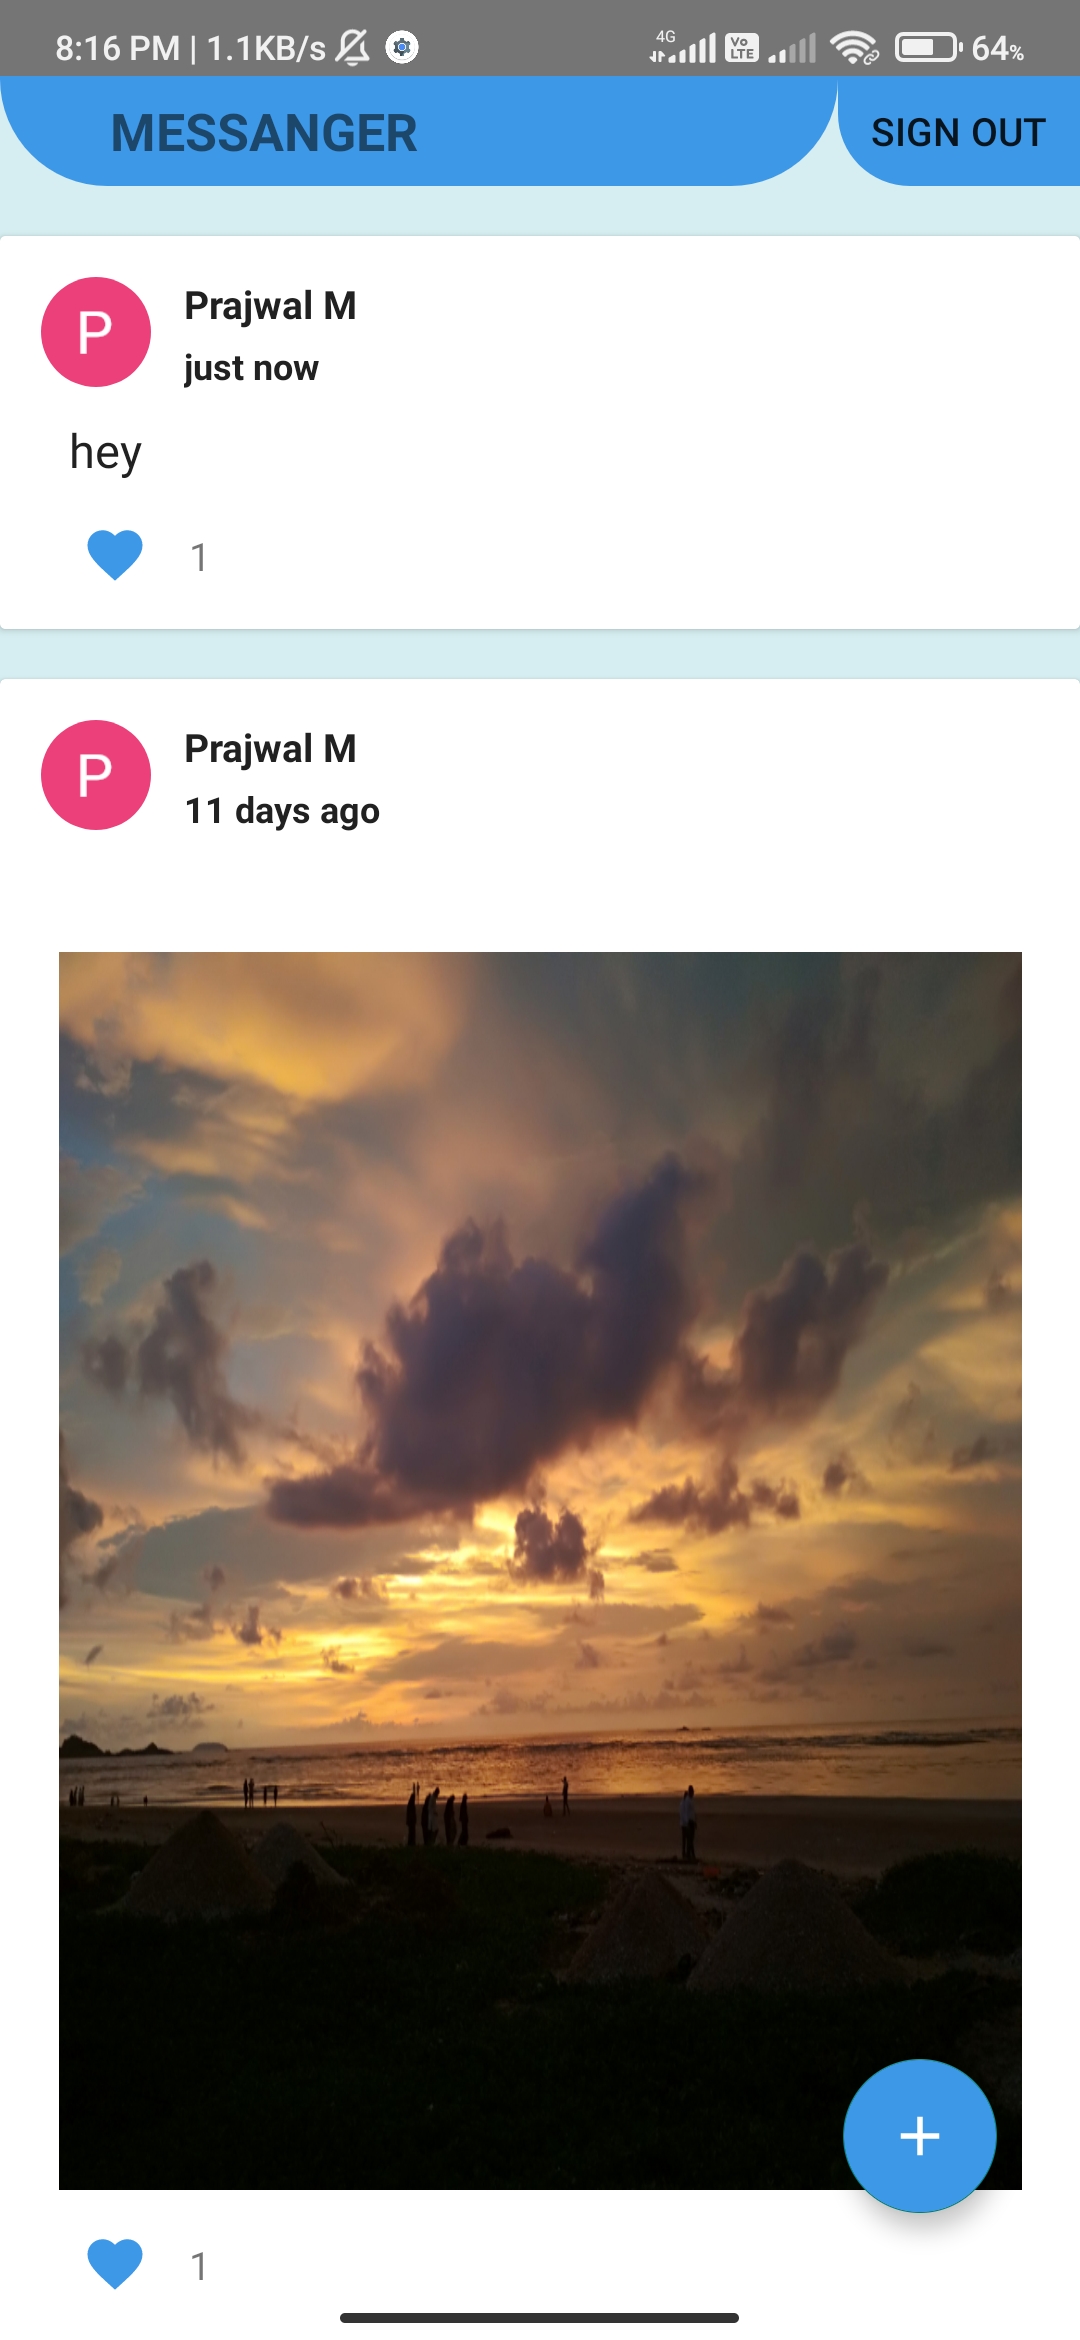 8:16 PM | 1.1KB/s 4G Vo LTE 64%
MESSANGER
SIGN OUT
P
Prajwal M
just now
hey
1
P
Prajwal M
11 days ago
+
1